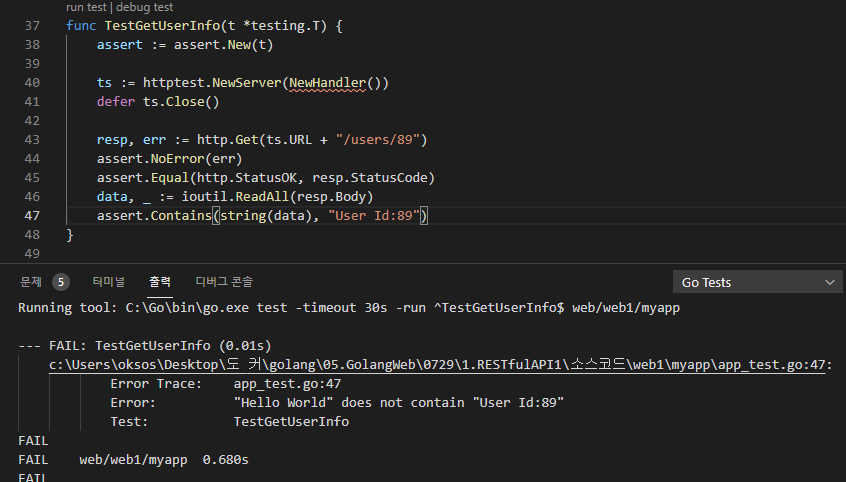 run test | debug test
37 func TestGetUserInfo(t *testing.T) {
38 assert := assert.New(t)
39
40 ts := httptest.NewServer(NewHandler())
41 defer ts.Close()
42
43 resp, err := http.Get(ts.URL + "/users/89")
44 assert.NoError(err)
45 assert.Equal(http.StatusOK, resp.StatusCode)
46 data, _ := ioutil.ReadAll(resp.Body)
47 assert.Contains(string(data), "User Id:89")
48 }
49
문제 5 터미널 출력 디버그 콘솔 Go Tests
Running tool: C:\Go\bin\go.exe test -timeout 30s -run ^TestGetUserInfo$ web/web1/myapp
--- FAIL: TestGetUserInfo (0.01s)
c:\Users\oksos\Desktop\도 커\golang\05.GolangWeb\0729\1.RESTfulAPI1\소스코드\web1\myapp\app_test.go:47:
Error Trace: app_test.go:47
Error: "Hello World" does not contain "User Id:89"
Test: TestGetUserInfo
FAIL
FAIL web/web1/myapp 0.680s
FAIL